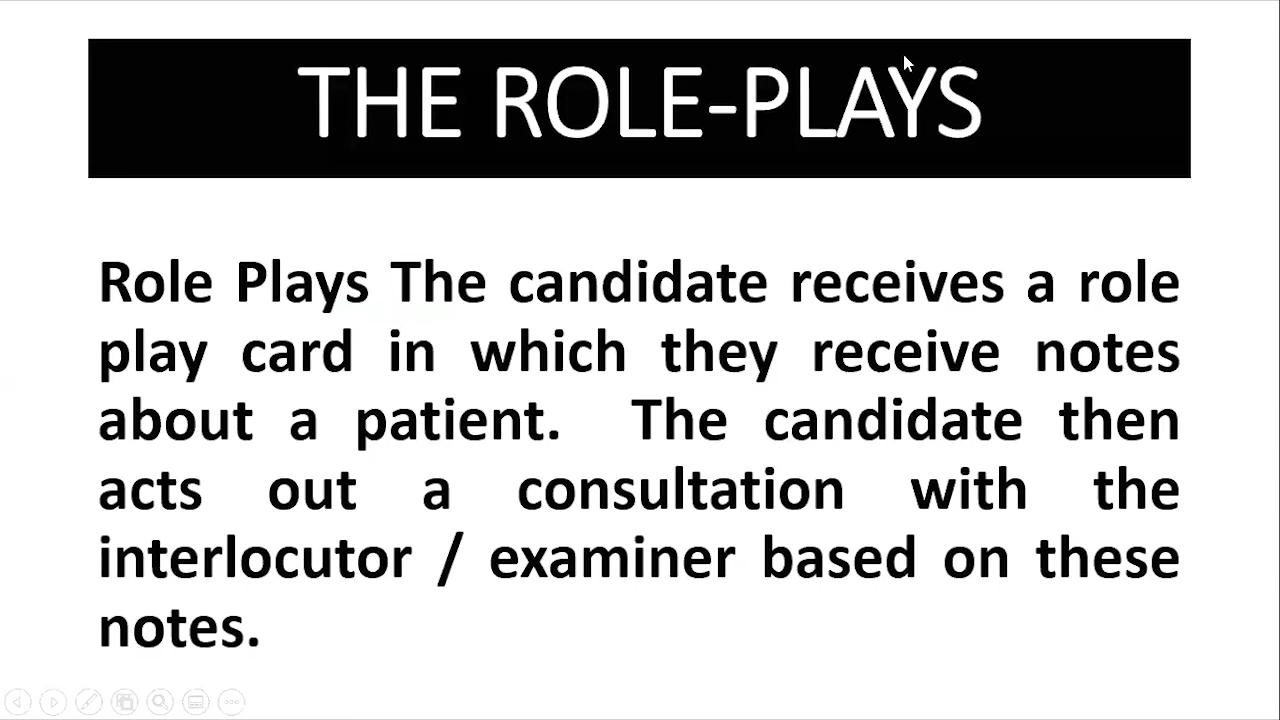 THE ROLE-PLAYS
Role Plays The candidate receives a role
play card in which they receive notes
about a patient.  The candidate then
acts out a consultation with the
interlocutor / examiner based on these
notes.